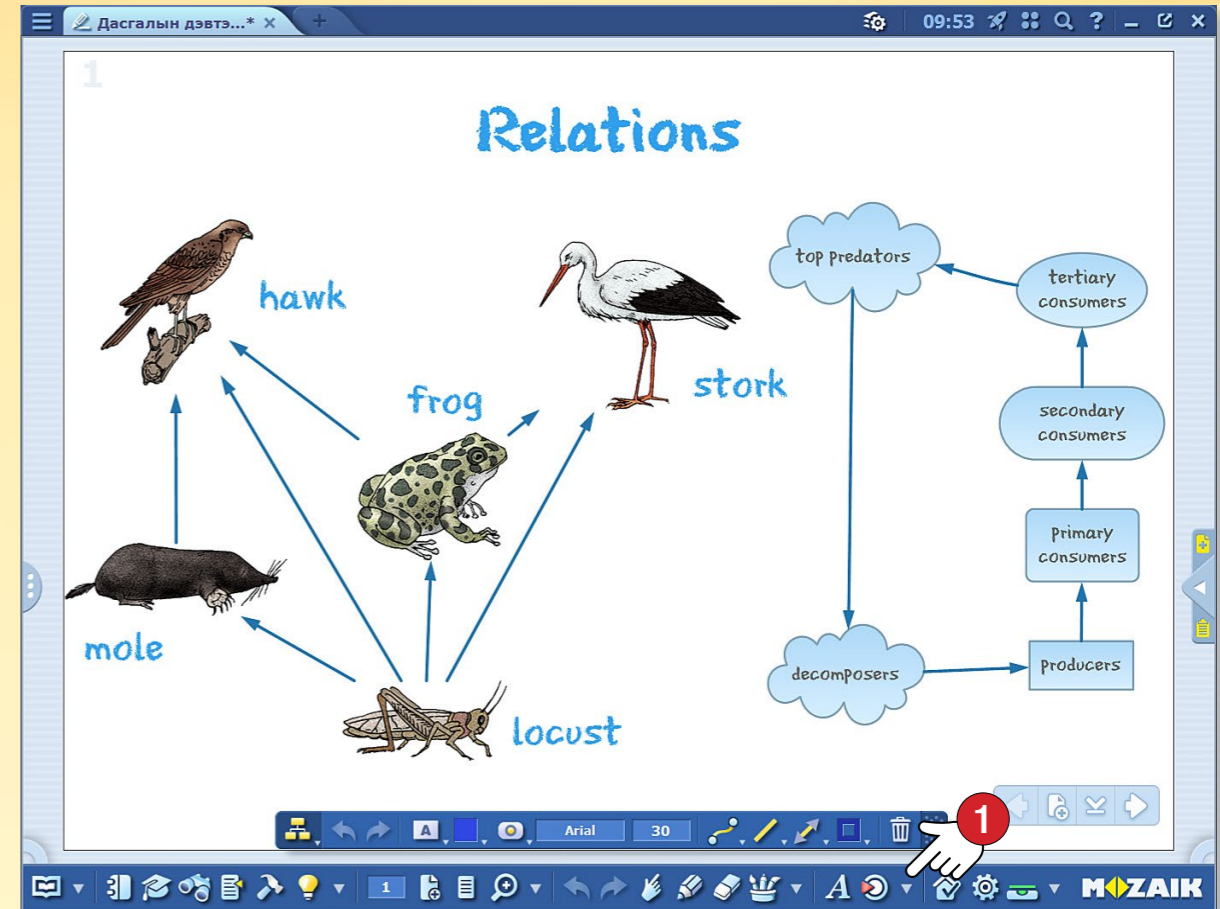 Дасгалын дэвтэ...*
09:53
1
Relations
hawk
frog
stork
mole
locust
top predators
tertiary
consumers
secondary
consumers
primary
consumers
decomposers
producers
A
Arial
30
1
1
A
MOZAIK